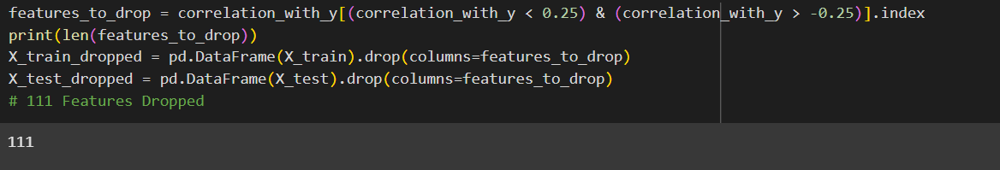 features_to_drop = correlation_with_y[(correlation_with_y < 0.25) & (correlation_with_y > -0.25)].index
print(len(features_to_drop))
X_train_dropped = pd.DataFrame(X_train).drop(columns=features_to_drop)
X_test_dropped = pd.DataFrame(X_test).drop(columns=features_to_drop)
# 111 Features Dropped
111